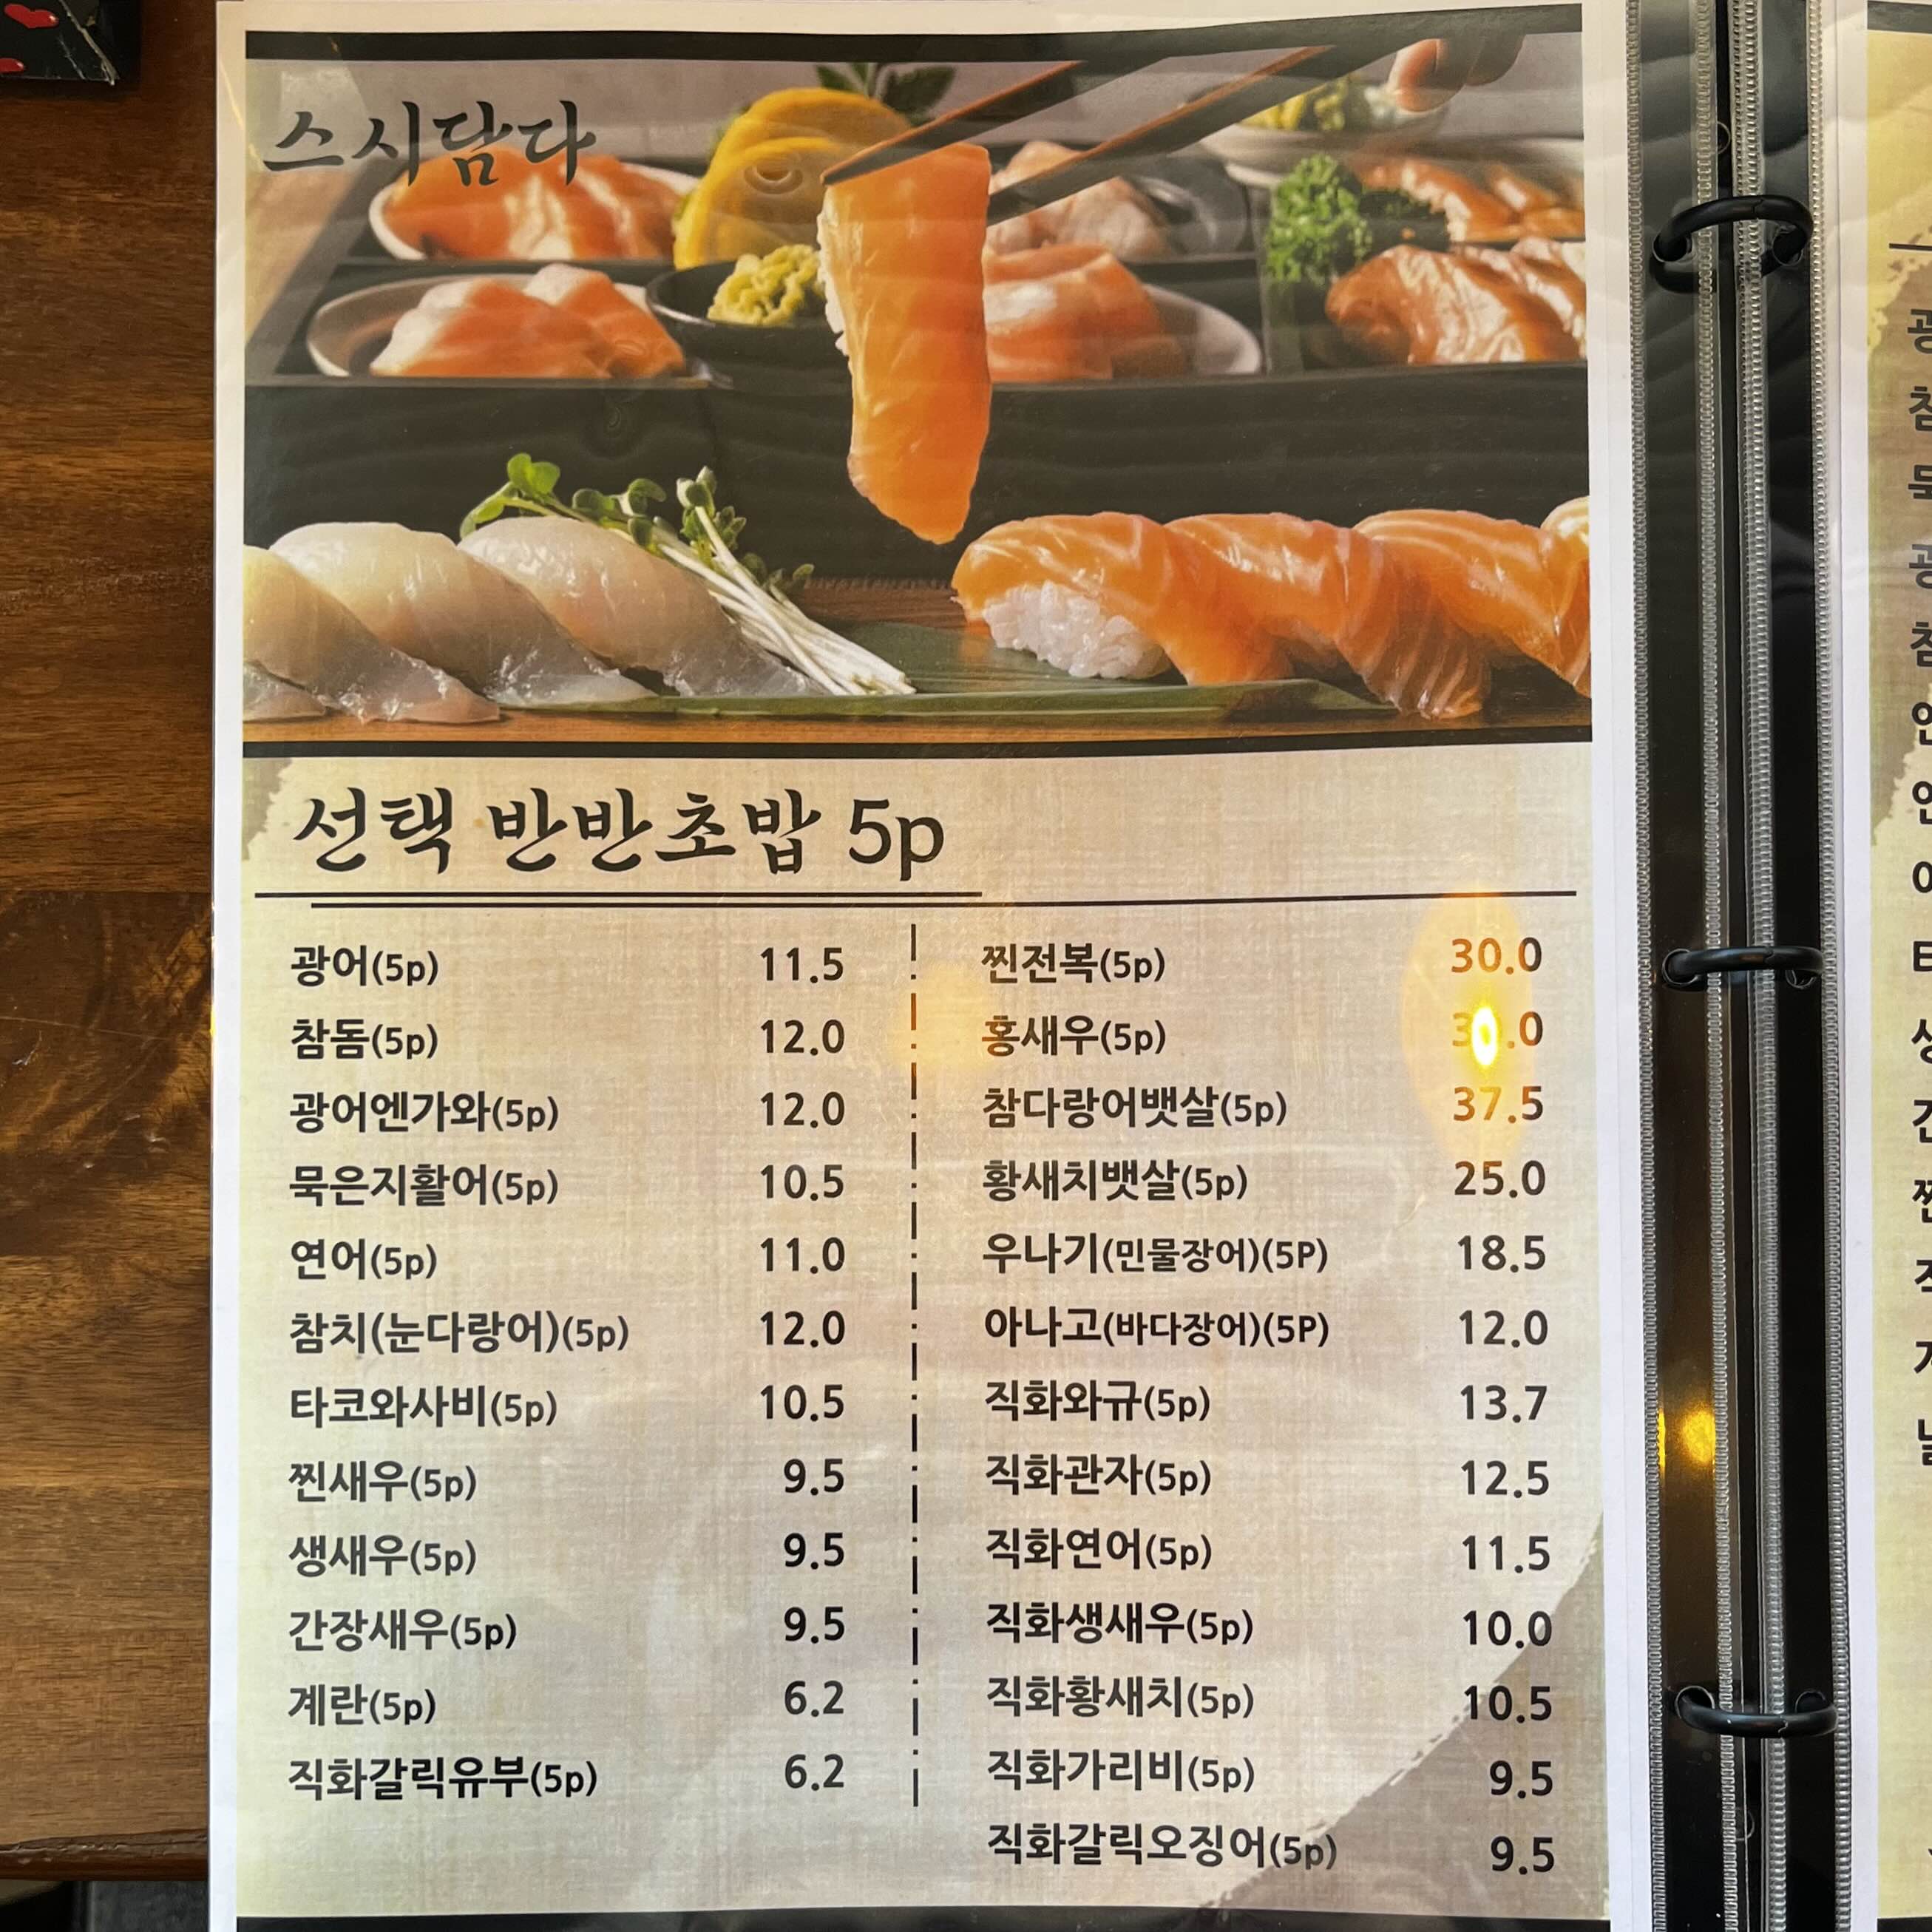 스시담다
선택 반반초밥 5p
광어(5p) 11.5
참돔(5p) 12.0
광어엔가와(5p) 12.0
묵은지활어(5p) 10.5
연어(5p) 11.0
참치(눈다랑어)(5p) 12.0
타코와사비(5p) 10.5
찐새우(5p) 9.5
생새우(5p) 9.5
간장새우(5p) 9.5
계란(5p) 6.2
직화갈릭유부(5p) 6.2
찐전복(5p) 30.0
홍새우(5p)
참다랑어뱃살(5p) 37.5
황새치뱃살(5p) 25.0
우나기(민물장어)(5P) 18.5
아나고(바다장어)(5P) 12.0
직화와규(5p) 13.7
직화관자(5p) 12.5
직화연어(5p) 11.5
직화생새우(5p) 10.0
직화황새치(5p) 10.5
직화가리비(5p) 9.5
직화갈릭오징어(5p) 9.5